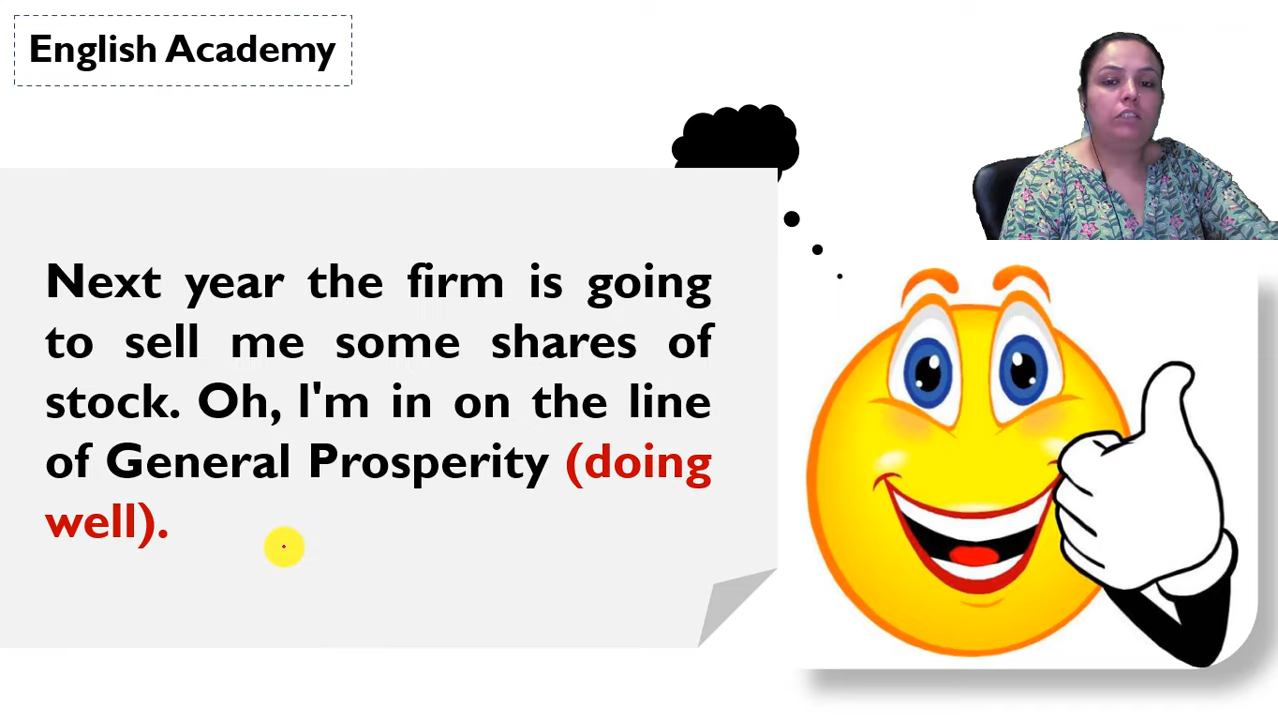 English Academy
Next year the firm is going
to sell me some shares of
stock. Oh, I'm in on the line
of General Prosperity (doing
well).